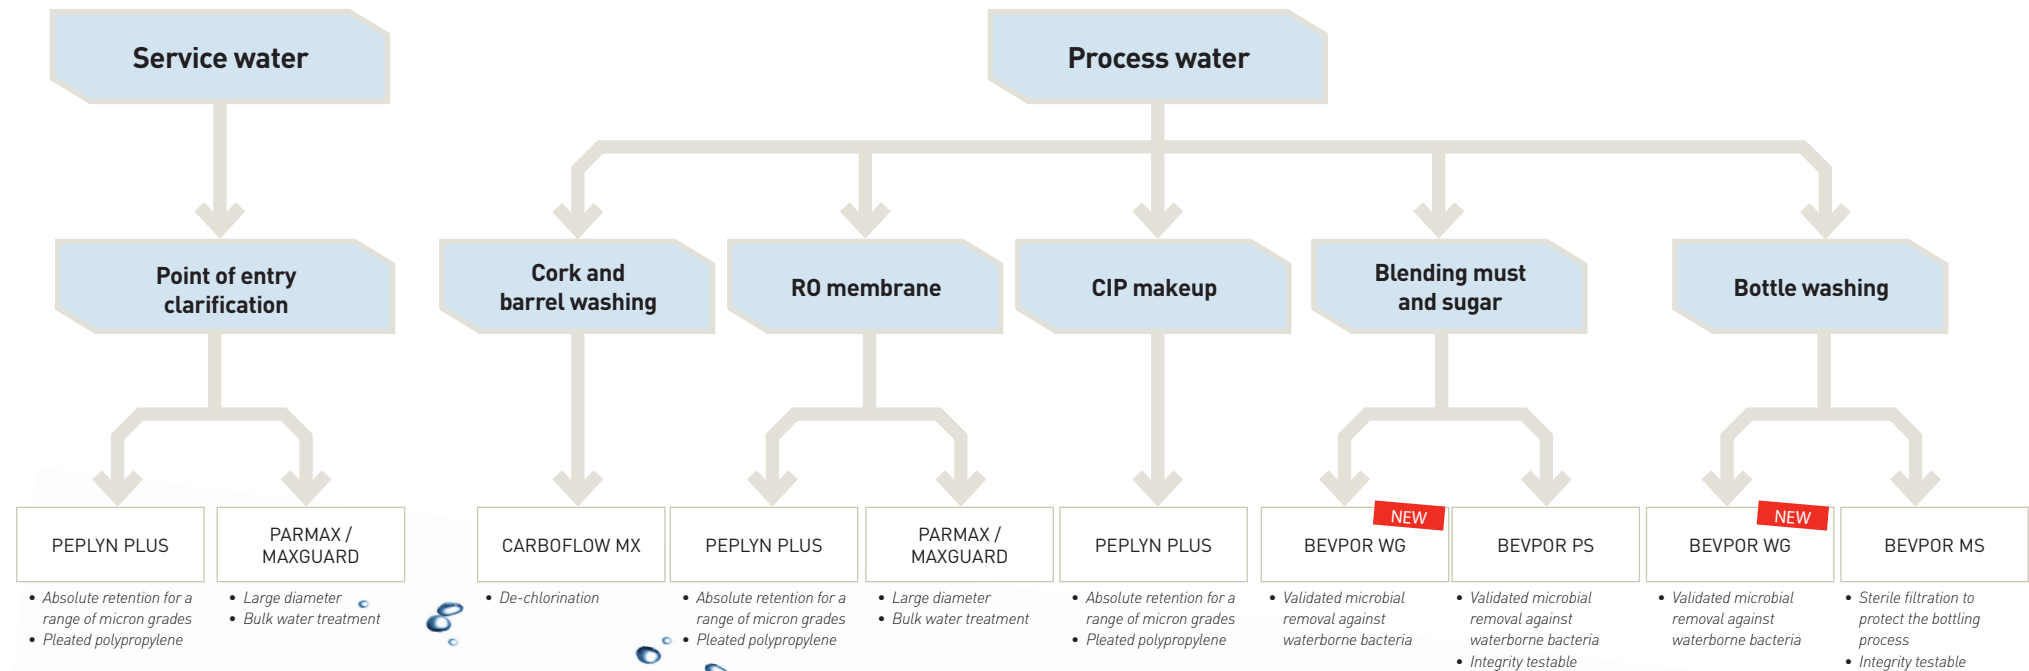 Service water
Process water
Point of entry
clarification
Cork and
barrel washing
RO membrane
CIP makeup
Blending must
and sugar
Bottle washing
PEPLYN PLUS
• Absolute retention for a
range of micron grades
• Pleated polypropylene
PARMAX /
MAXGUARD
• Large diameter
• Bulk water treatment
CARBOFLOW MX
• De-chlorination
PEPLYN PLUS
• Absolute retention for a
range of micron grades
• Pleated polypropylene
PARMAX /
MAXGUARD
• Large diameter
• Bulk water treatment
PEPLYN PLUS
• Absolute retention for a
range of micron grades
• Pleated polypropylene
NEW
BEVPOR WG
• Validated microbial
removal against
waterborne bacteria
BEVPOR PS
• Validated microbial
removal against
waterborne bacteria
• Integrity testable
NEW
BEVPOR WG
• Validated microbial
removal against
waterborne bacteria
BEVPOR MS
• Sterile filtration to
protect the bottling
process
• Integrity testable